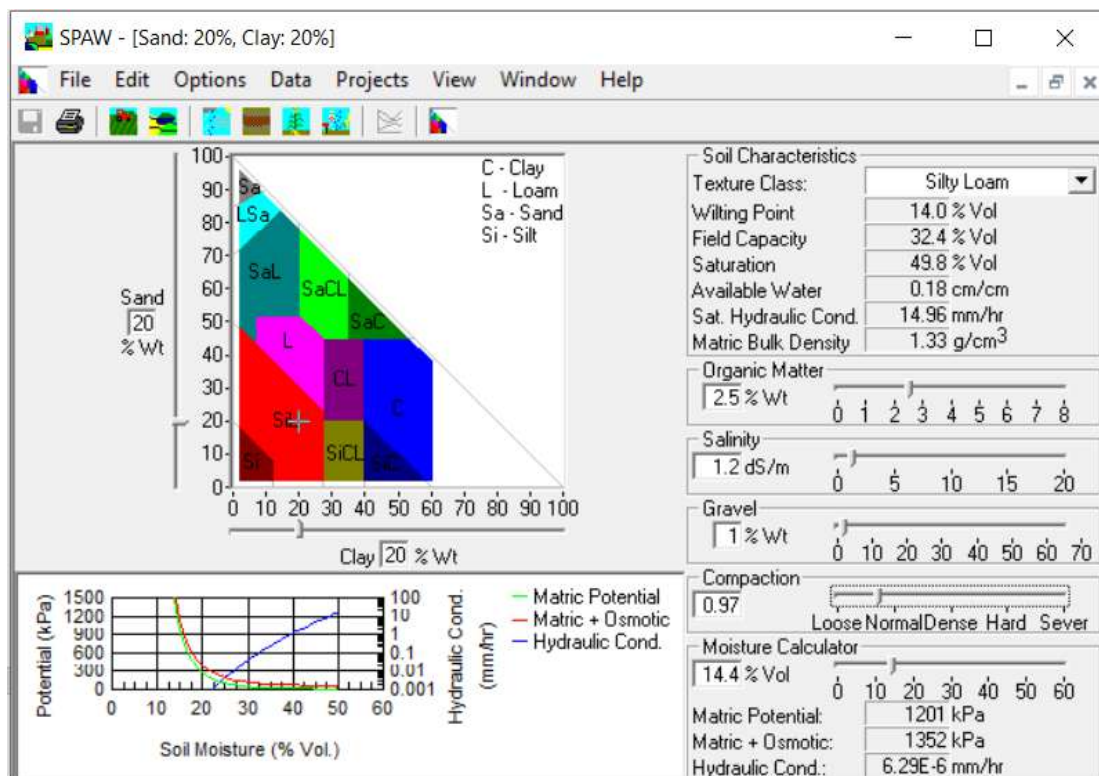 SPAW - [Sand: 20%, Clay: 20%]
File Edit Options Data Projects View Window Help
C - Clay
L - Loam
Sa - Sand
Si - Silt
100
90
80
70
60
50
40
30
20
10
0
Sand
20
% Wt
Sa
LSa
SaL
SaCL
SaC
L
CL
C
SiL
SiCL
Si
SiC
0 10 20 30 40 50 60 70 80 90 100
Clay 20 % Wt
Soil Characteristics
Texture Class: Silty Loam
Wilting Point 14.0 % Vol
Field Capacity 32.4 % Vol
Saturation 49.8 % Vol
Available Water 0.18 cm/cm
Sat. Hydraulic Cond. 14.96 mm/hr
Matric Bulk Density 1.33 g/cm3
Organic Matter
2.5 % Wt
0 1 2 3 4 5 6 7 8
Salinity
1.2 dS/m
0 5 10 15 20
Gravel
1 % Wt
0 10 20 30 40 50 60 70
Compaction
0.97
Loose Normal Dense Hard Sever
Moisture Calculator
14.4 % Vol
0 10 20 30 40 50 60
Matric Potential: 1201 kPa
Matric + Osmotic: 1352 kPa
Hydraulic Cond.: 6.29E-6 mm/hr
Potential (kPa)
1500
1200
900
600
300
0
0 10 20 30 40 50 60
Soil Moisture (% Vol.)
100
10
1
0.1
0.01
0.001
Hydraulic Cond.
(mm/hr)
Matric Potential
Matric + Osmotic
Hydraulic Cond.